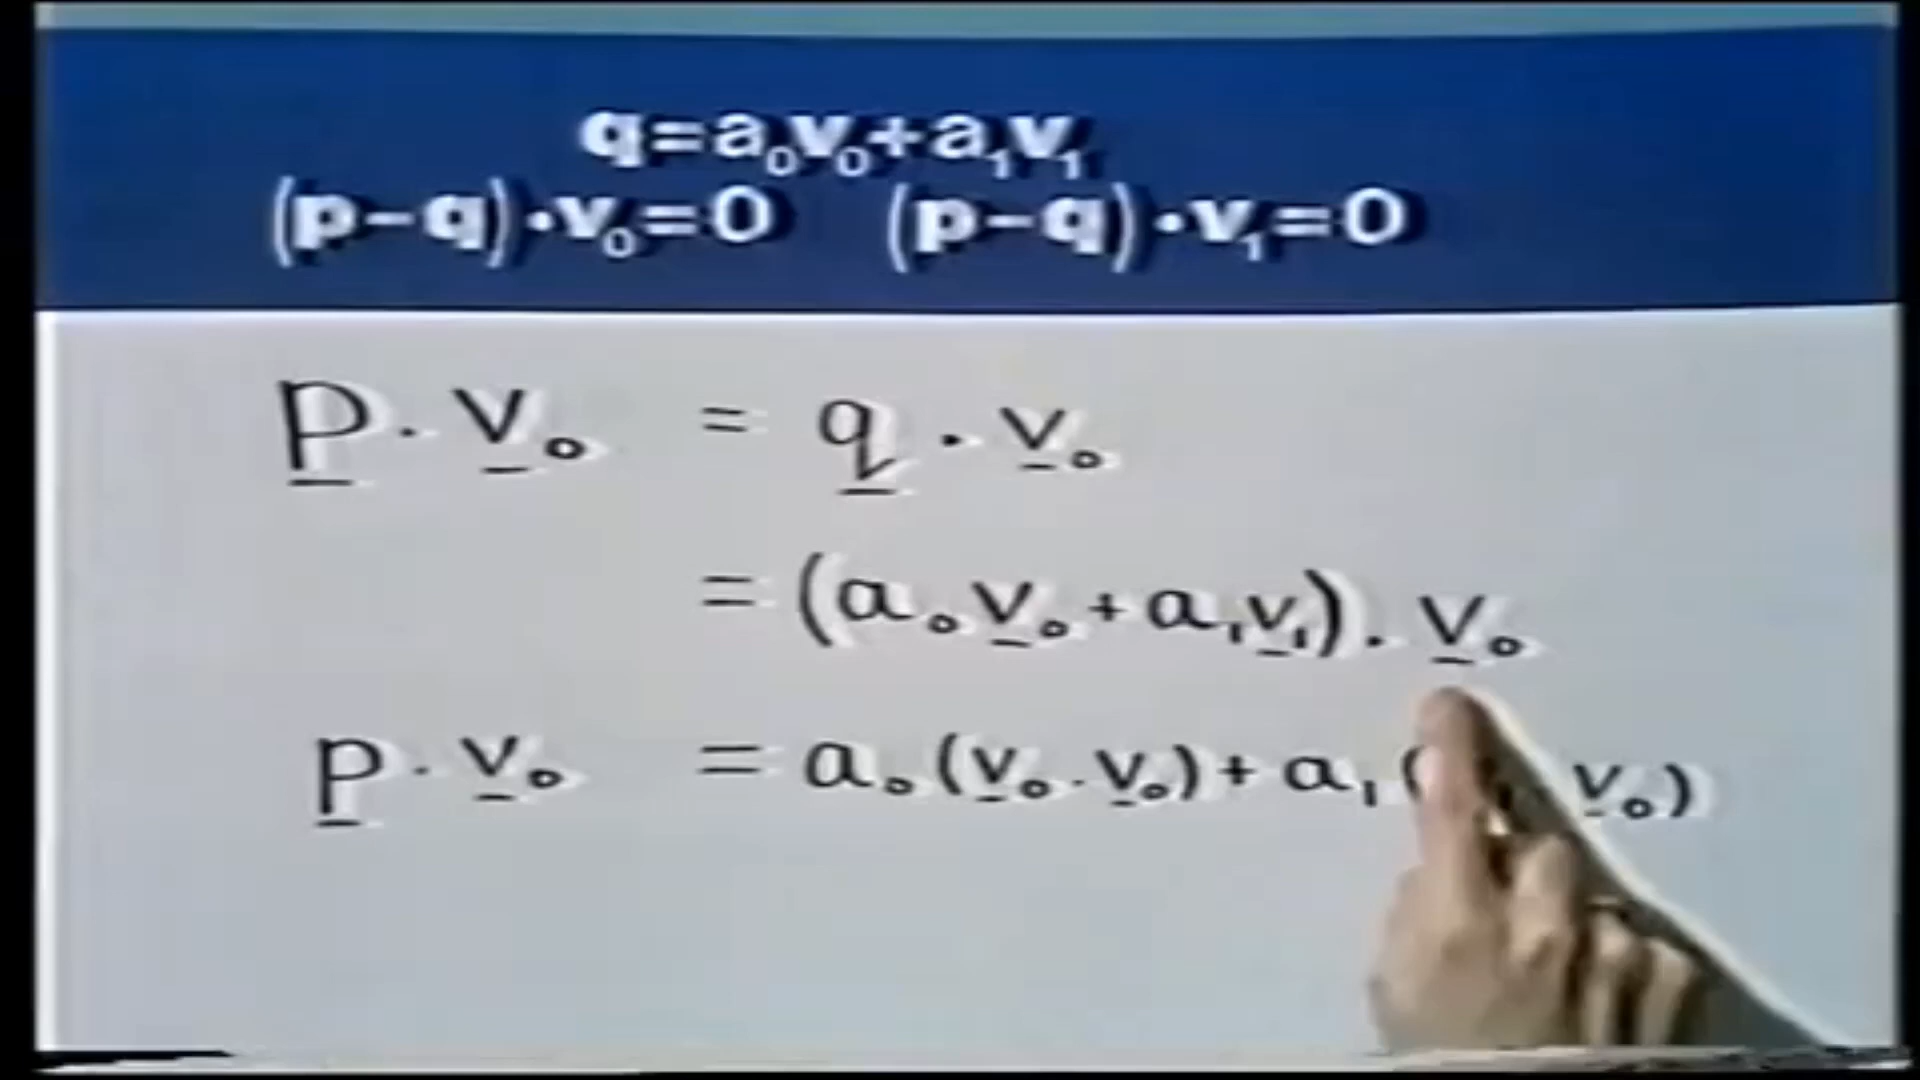 q=a₀v₀+a₁v₁
(p-q)·v₀=0 (p-q)·v₁=0
p · v₀ = q · v₀
= (a₀v₀+a₁v₁) · v₀
p · v₀ = a₀(v₀·v₀)+a₁( v₀)